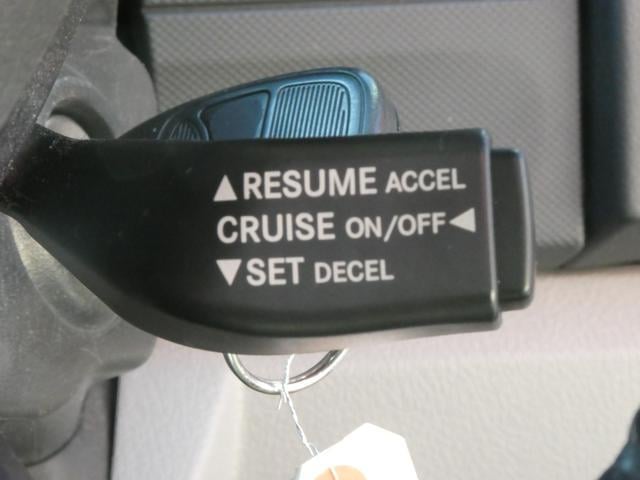 ▲RESUME ACCEL
CRUISE ON/OFF◀
▼SET DECEL